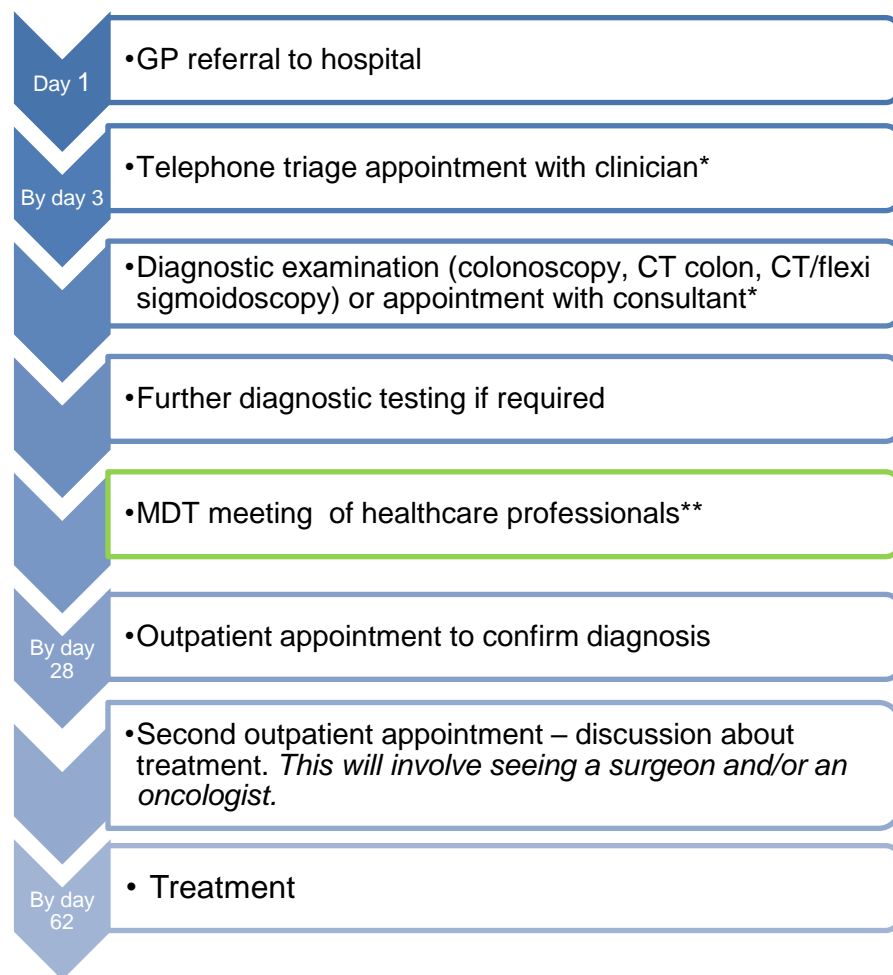 Day 1
•GP referral to hospital
By day 3
•Telephone triage appointment with clinician*
•Diagnostic examination (colonoscopy, CT colon, CT/flexi
sigmoidoscopy) or appointment with consultant*
•Further diagnostic testing if required
•MDT meeting  of healthcare professionals**
By day
28
•Outpatient appointment to confirm diagnosis
•Second outpatient appointment – discussion about
treatment. This will involve seeing a surgeon and/or an
oncologist.
By day
62
• Treatment